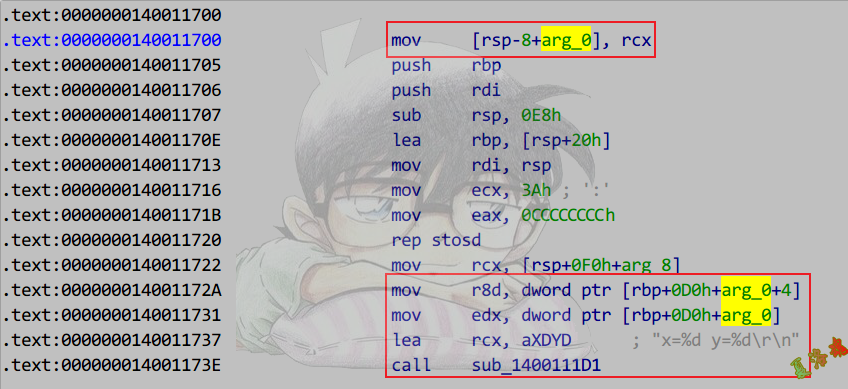 .text:0000000140011700
.text:0000000140011700 mov [rsp-8+arg_0], rcx
.text:0000000140011705 push rbp
.text:0000000140011706 push rdi
.text:0000000140011707 sub rsp, 0E8h
.text:000000014001170E lea rbp, [rsp+20h]
.text:0000000140011713 mov rdi, rsp
.text:0000000140011716 mov ecx, 3Ah ; ':'
.text:000000014001171B mov eax, 0CCCCCCCCh
.text:0000000140011720 rep stosd
.text:0000000140011722 mov rcx, [rsp+0F0h+arg_8]
.text:000000014001172A mov r8d, dword ptr [rbp+0D0h+arg_0+4]
.text:0000000140011731 mov edx, dword ptr [rbp+0D0h+arg_0]
.text:0000000140011737 lea rcx, aXDYD ; "x=%d y=%d\r\n"
.text:000000014001173E call sub_1400111D1